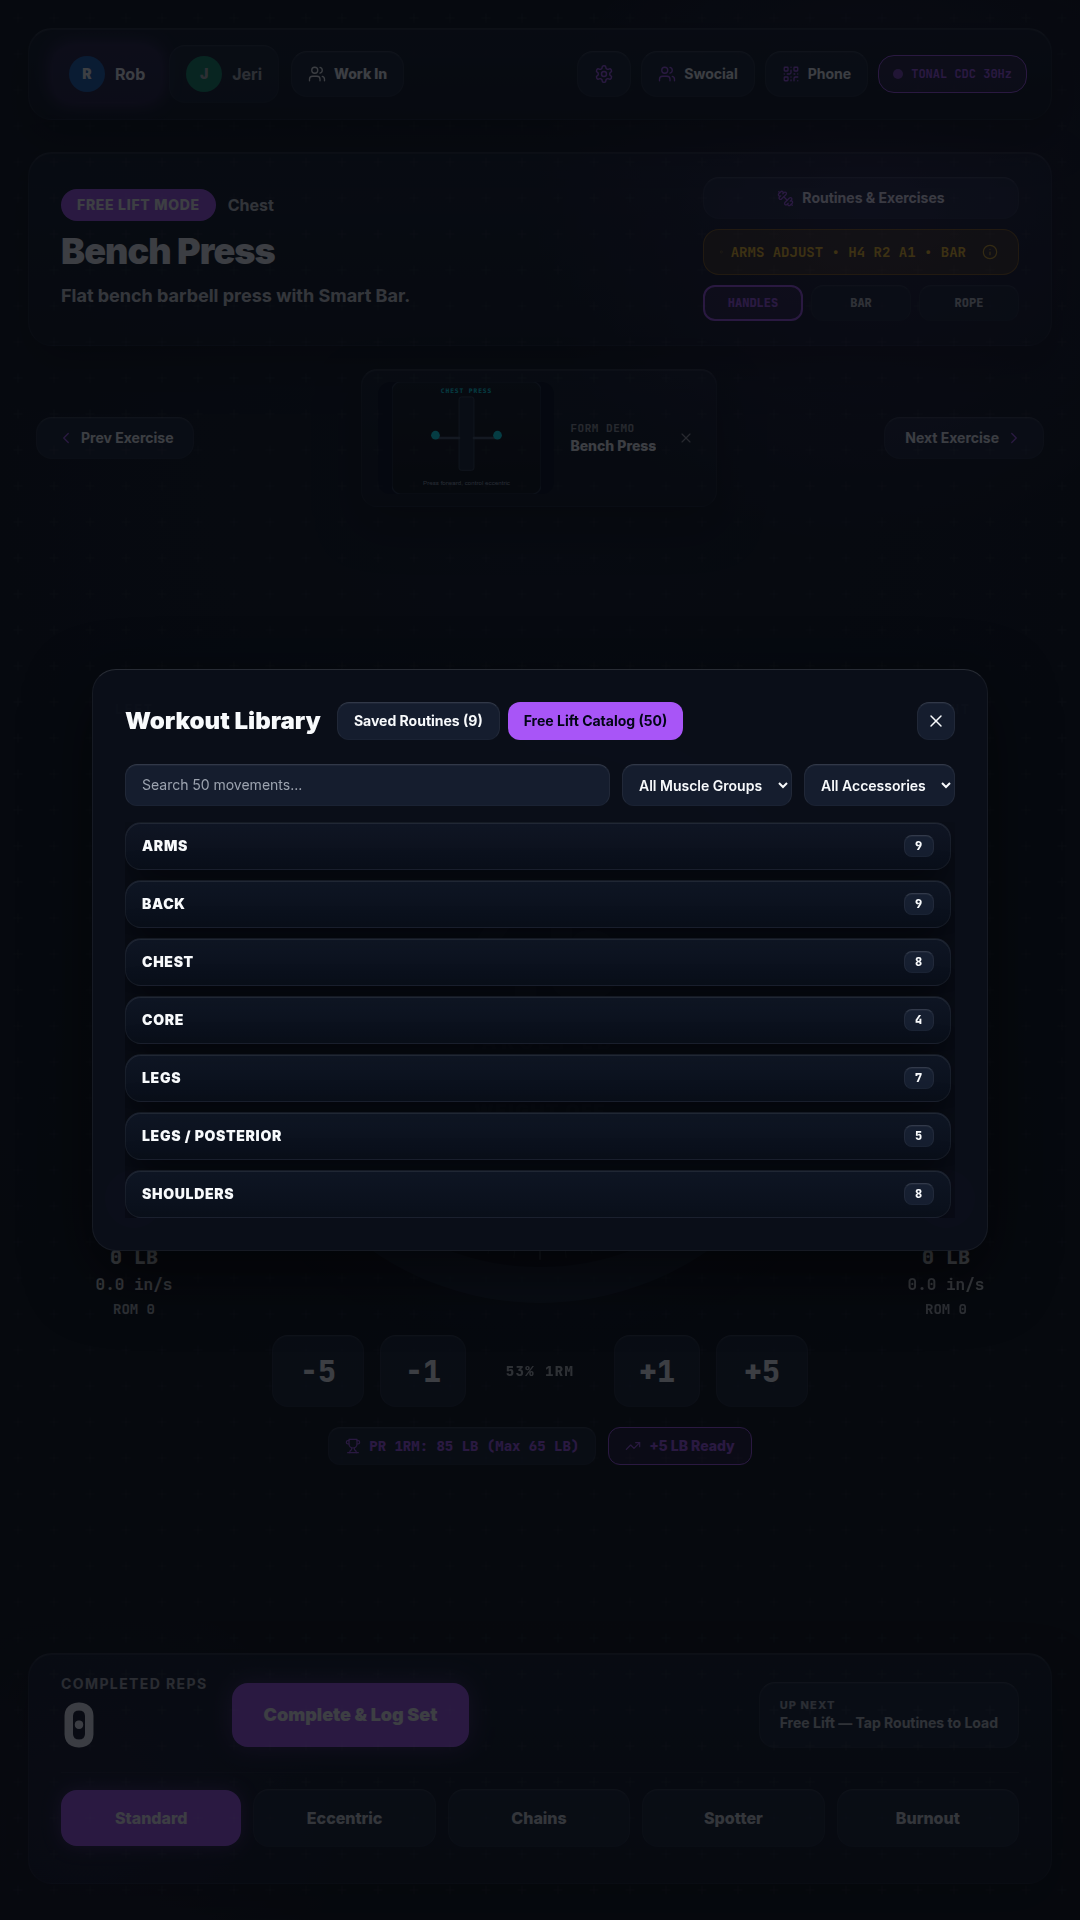 R Rob
J Jeri
Work In
Swocial
Phone
TONAL CDC 30Hz
FREE LIFT MODE
Chest
Bench Press
Flat bench barbell press with Smart Bar.
Routines & Exercises
ARMS ADJUST • H4 R2 A1 • BAR
HANDLES
BAR
ROPE
Prev Exercise
CHEST PRESS
Press forward, control eccentric
FORM DEMO
Bench Press
Next Exercise
Workout Library
Saved Routines (9)
Free Lift Catalog (50)
Search 50 movements...
All Muscle Groups
All Accessories
ARMS 9
BACK 9
CHEST 8
CORE 4
LEGS 7
LEGS / POSTERIOR 5
SHOULDERS 8
0 LB
0.0 in/s
ROM 0
0 LB
0.0 in/s
ROM 0
-5
-1
53% 1RM
+1
+5
PR 1RM: 85 LB (Max 65 LB)
+5 LB Ready
COMPLETED REPS
0
Complete & Log Set
UP NEXT
Free Lift — Tap Routines to Load
Standard
Eccentric
Chains
Spotter
Burnout